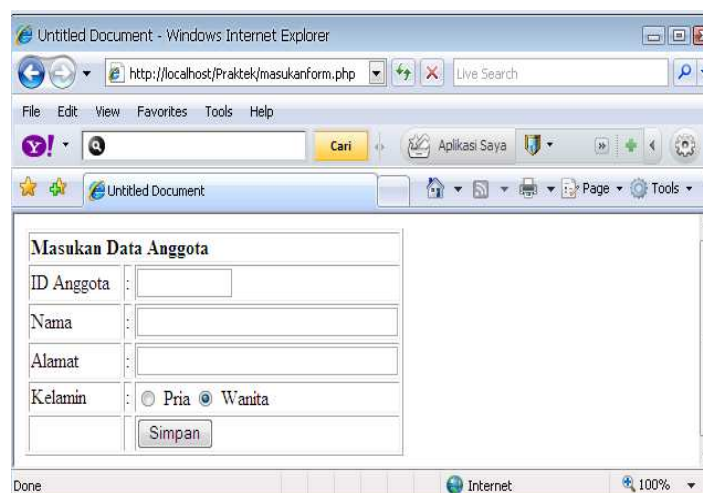 Untitled Document - Windows Internet Explorer
http://localhost/Praktek/masukanform.php Live Search
File Edit View Favorites Tools Help
Y! Cari Aplikasi Saya
Untitled Document Page Tools
Masukan Data Anggota
ID Anggota :
Nama :
Alamat :
Kelamin : Pria Wanita
Simpan
Done Internet 100%